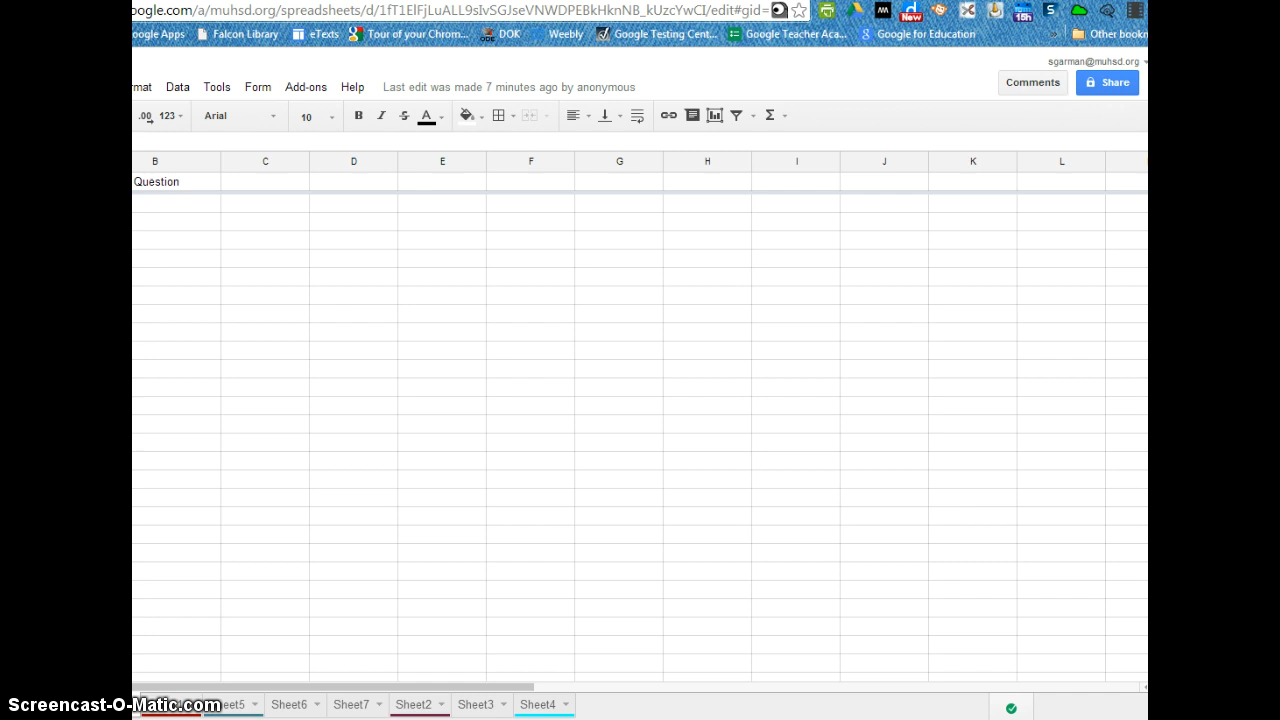 oogle.com/a/muhsd.org/spreadsheets/d/1fT1ElFjLuALL9sIvSGJseVNWDPEBkHknNB_kUzcYwCI/edit#gid=
New 15h
oogle Apps Falcon Library eTexts Tour of your Chrom... DOK Weebly Google Testing Cent... Google Teacher Aca... Google for Education » Other bookn
sgarman@muhsd.org
rmat Data Tools Form Add-ons Help Last edit was made 7 minutes ago by anonymous Comments Share
.00 123 Arial 10 B I S A Σ
B C D E F G H I J K L
Question
eet5 Sheet6 Sheet7 Sheet2 Sheet3 Sheet4
Screencast-O-Matic.com